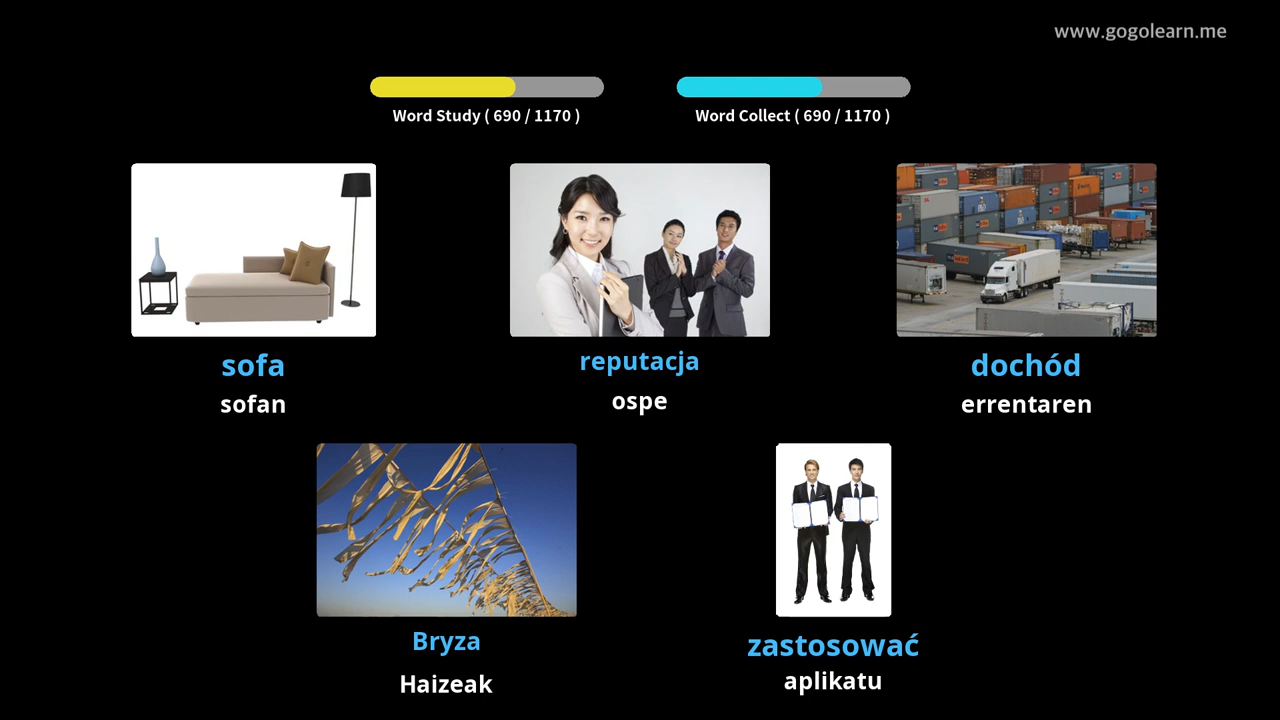 www.gogolearn.me
Word Study ( 690 / 1170 )
Word Collect ( 690 / 1170 )
sofa
sofan
reputacja
ospe
dochód
errentaren
Bryza
Haizeak
zastosować
aplikatu